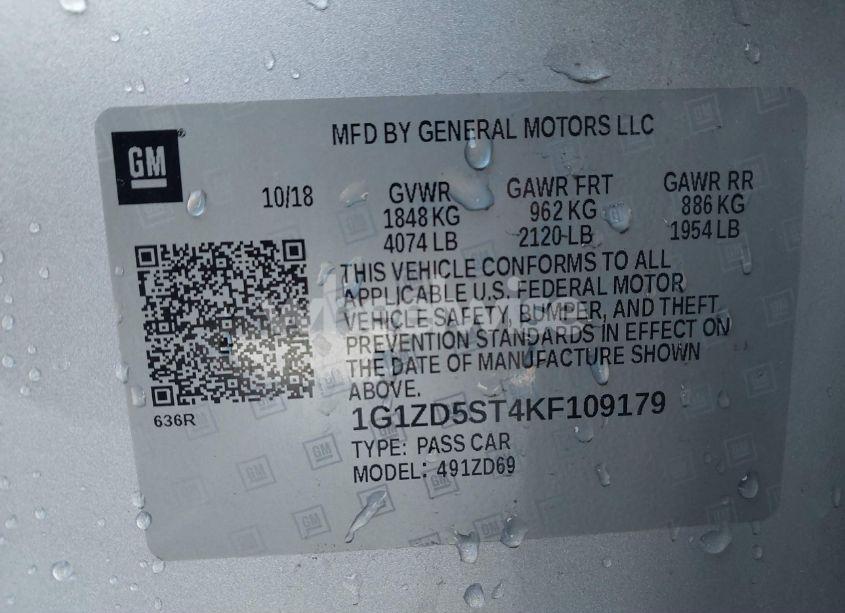 GM
MFD BY GENERAL MOTORS LLC
10/18
GVWR GAWR FRT GAWR RR
1848 KG 962 KG 886 KG
4074 LB 2120 LB 1954 LB
THIS VEHICLE CONFORMS TO ALL
APPLICABLE U.S. FEDERAL MOTOR
VEHICLE SAFETY, BUMPER, AND THEFT
PREVENTION STANDARDS IN EFFECT ON
THE DATE OF MANUFACTURE SHOWN
ABOVE.
636R
1G1ZD5ST4KF109179
TYPE: PASS CAR
MODEL: 491ZD69